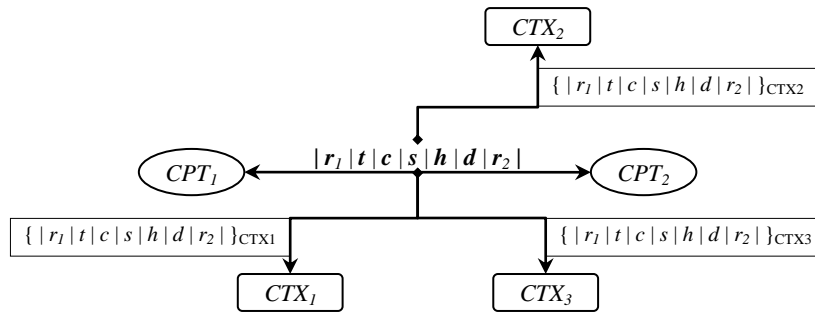 CTX₂
{ | r₁ | t | c | s | h | d | r₂ | }CTX2
| r₁ | t | c | s | h | d | r₂ |
CPT₁
CPT₂
{ | r₁ | t | c | s | h | d | r₂ | }CTX1
{ | r₁ | t | c | s | h | d | r₂ | }CTX3
CTX₁
CTX₃